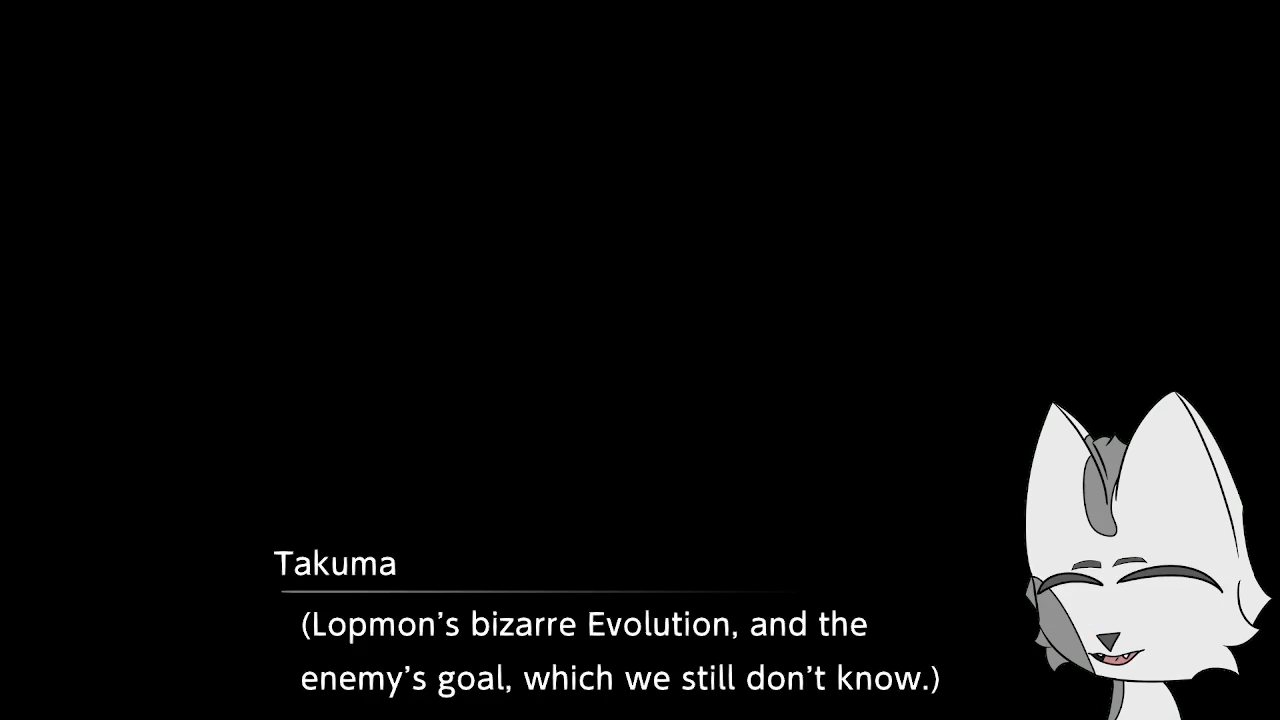 Takuma
(Lopmon’s bizarre Evolution, and the
enemy’s goal, which we still don’t know.)